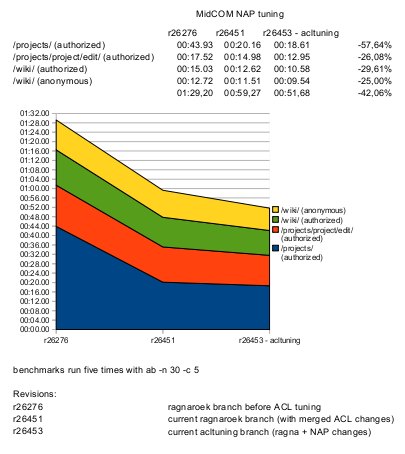 MidCOM NAP tuning
r26276 r26451 r26453 - acltuning
/projects/ (authorized) 00:43.93 00:20.16 00:18.61 -57,64%
/projects/project/edit/ (authorized) 00:17.52 00:14.98 00:12.95 -26,08%
/wiki/ (authorized) 00:15.03 00:12.62 00:10.58 -29,61%
/wiki/ (anonymous) 00:12.72 00:11.51 00:09.54 -25,00%
01:29,20 00:59,27 00:51,68 -42,06%
01:32.00
01:28.00
01:24.00
01:20.00
01:16.00
01:12.00
01:08.00
01:04.00
01:00.00
00:56.00
00:52.00
00:48.00
00:44.00
00:40.00
00:36.00
00:32.00
00:28.00
00:24.00
00:20.00
00:16.00
00:12.00
00:08.00
00:04.00
00:00.00
r26276 r26451 r26453 - acltuning
/wiki/ (anonymous)
/wiki/ (authorized)
/projects/project/edit/
(authorized)
/projects/
(authorized)
benchmarks run five times with ab -n 30 -c 5
Revisions:
r26276 ragnaroek branch before ACL tuning
r26451 current ragnaroek branch (with merged ACL changes)
r26453 current acltuning branch (ragna + NAP changes)